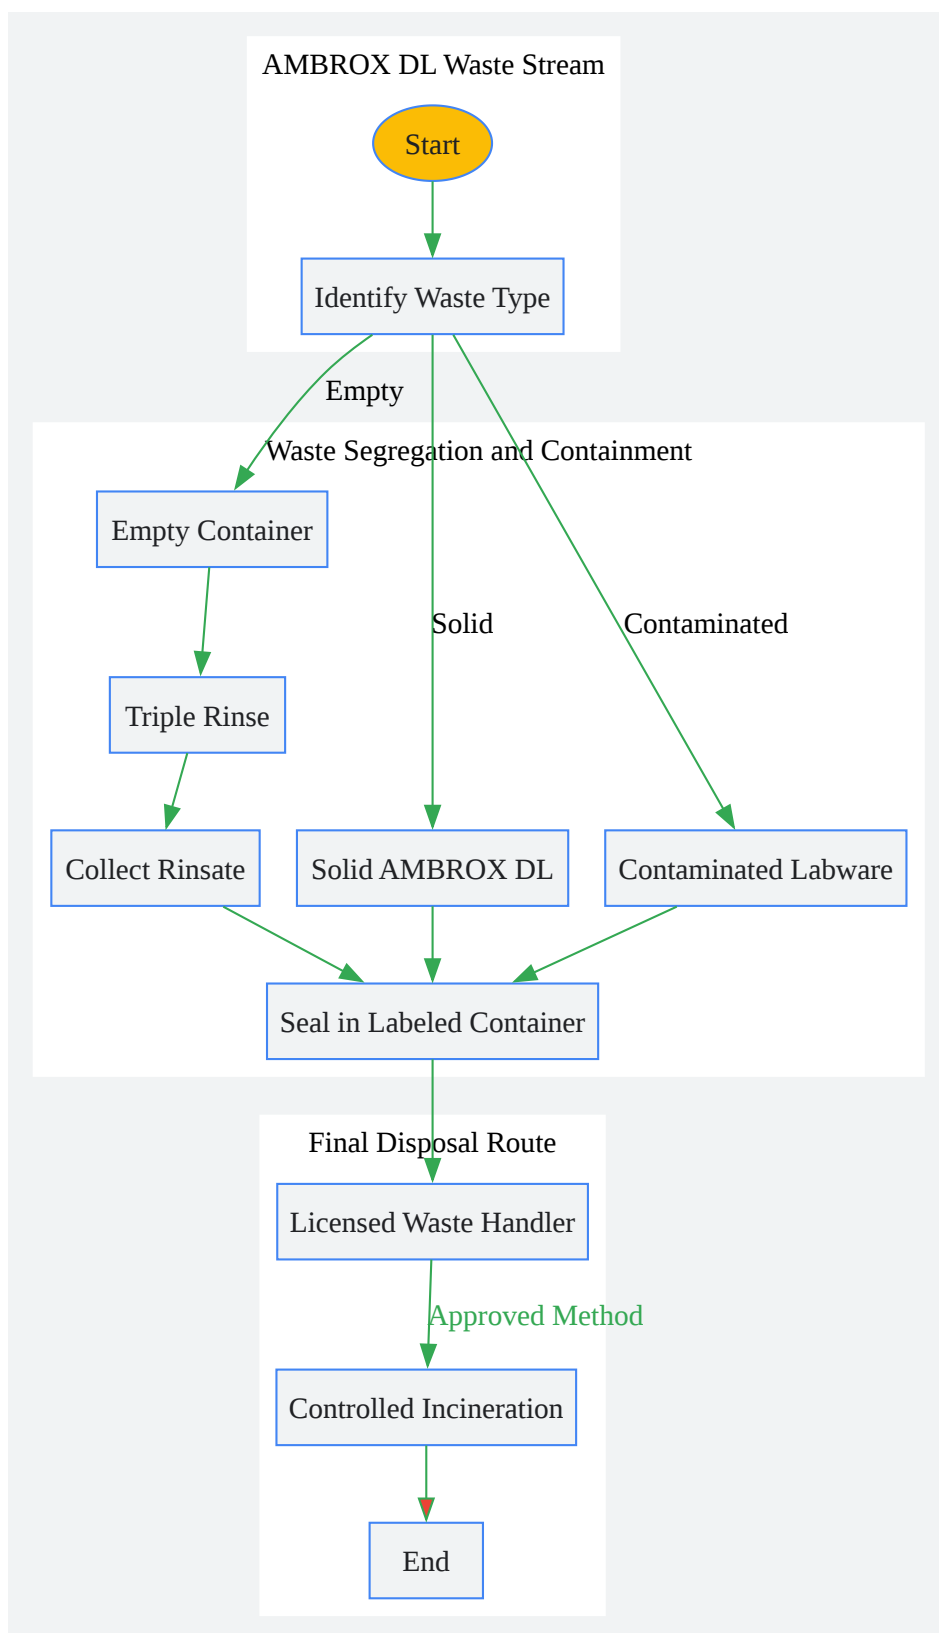 AMBROX DL Waste Stream
Start
Identify Waste Type
Empty
Waste Segregation and Containment
Empty Container
Solid
Contaminated
Triple Rinse
Collect Rinsate
Solid AMBROX DL
Contaminated Labware
Seal in Labeled Container
Final Disposal Route
Licensed Waste Handler
Approved Method
Controlled Incineration
End